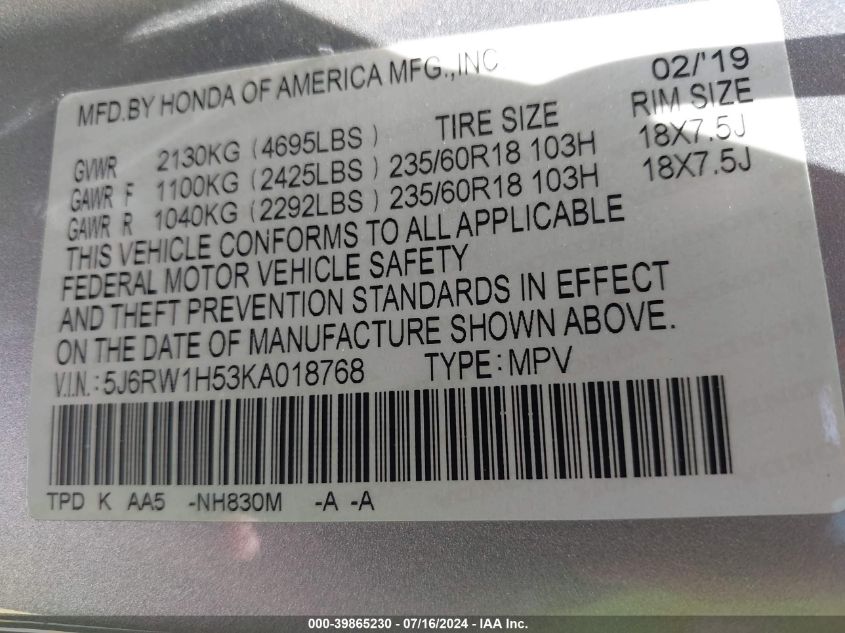 MFD.BY HONDA OF AMERICA MFG.,INC. 02/'19
TIRE SIZE RIM SIZE
GVWR 2130KG (4695LBS)
GAWR F 1100KG (2425LBS) 235/60R18 103H 18X7.5J
GAWR R 1040KG (2292LBS) 235/60R18 103H 18X7.5J
THIS VEHICLE CONFORMS TO ALL APPLICABLE
FEDERAL MOTOR VEHICLE SAFETY
AND THEFT PREVENTION STANDARDS IN EFFECT
ON THE DATE OF MANUFACTURE SHOWN ABOVE.
V.I.N.: 5J6RW1H53KA018768 TYPE: MPV
TPD K AA5 -NH830M -A -A
000-39865230 - 07/16/2024 - IAA Inc.